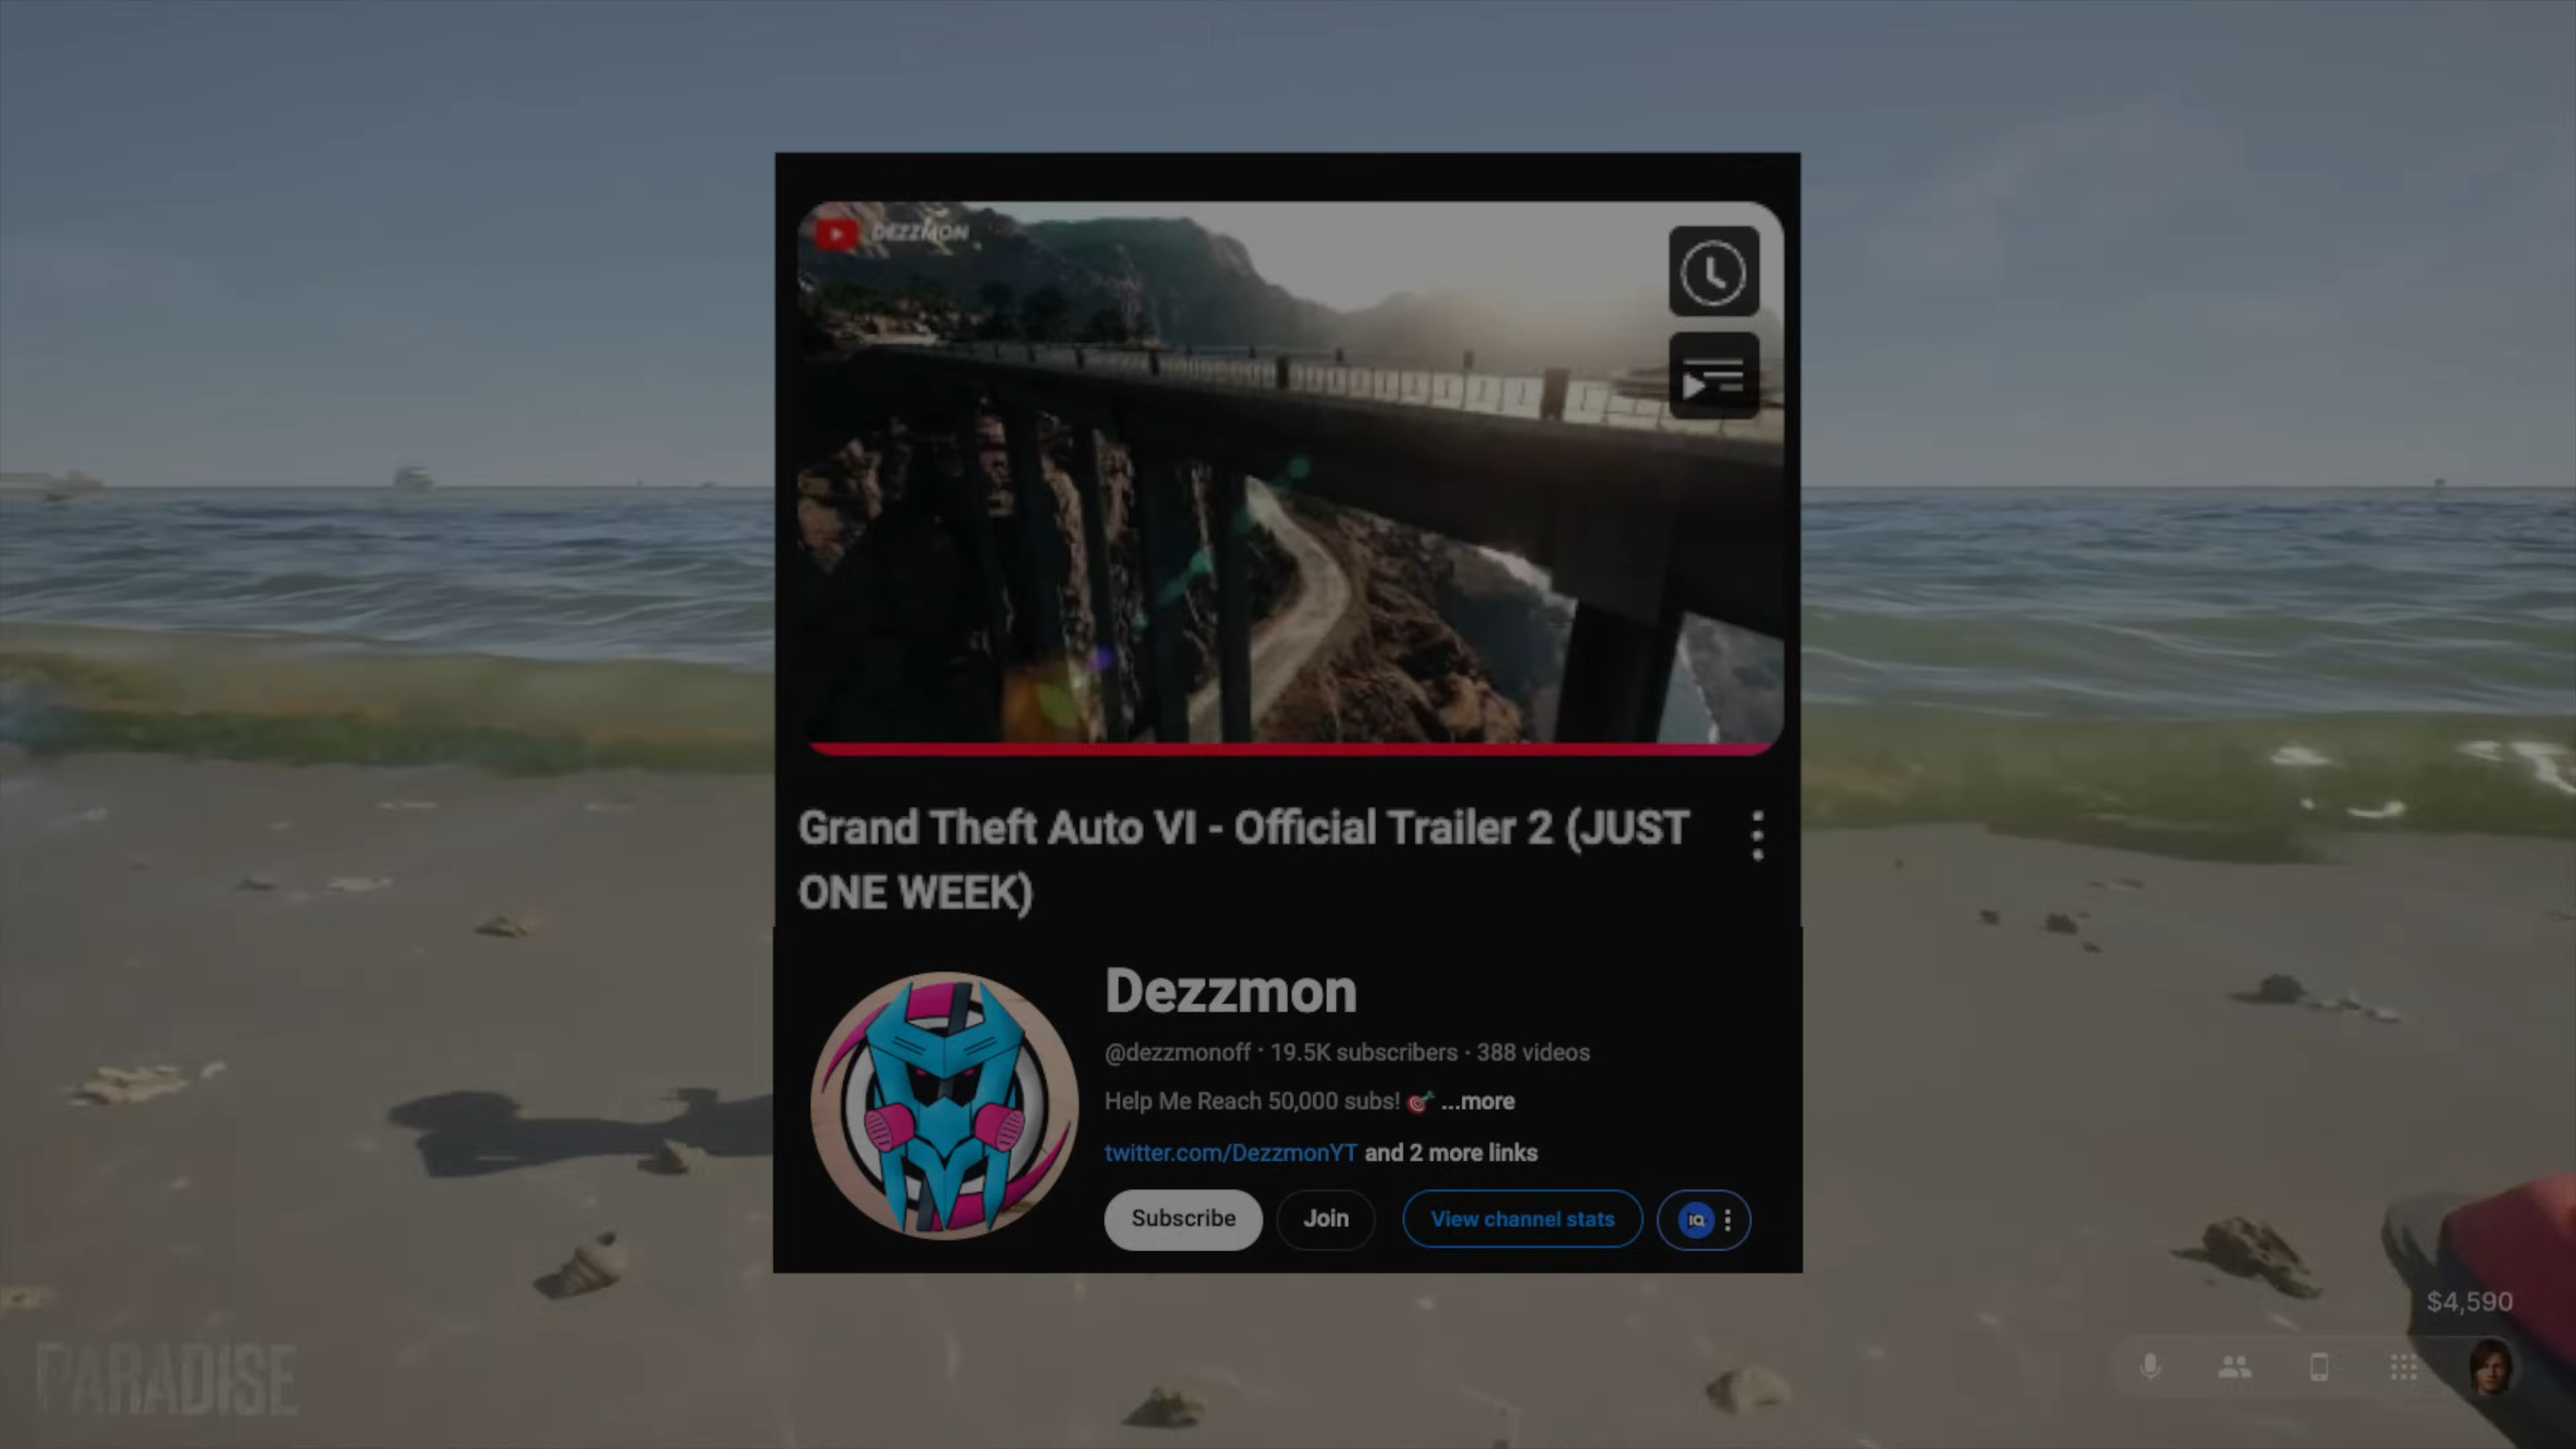 DEZZMON
Grand Theft Auto VI - Official Trailer 2 (JUST
ONE WEEK)
Dezzmon
@dezzmonoff · 19.5K subscribers · 388 videos
Help Me Reach 50,000 subs! 🎯 ...more
twitter.com/DezzmonYT and 2 more links
Subscribe Join View channel stats IQ
$4,590
PARADISE